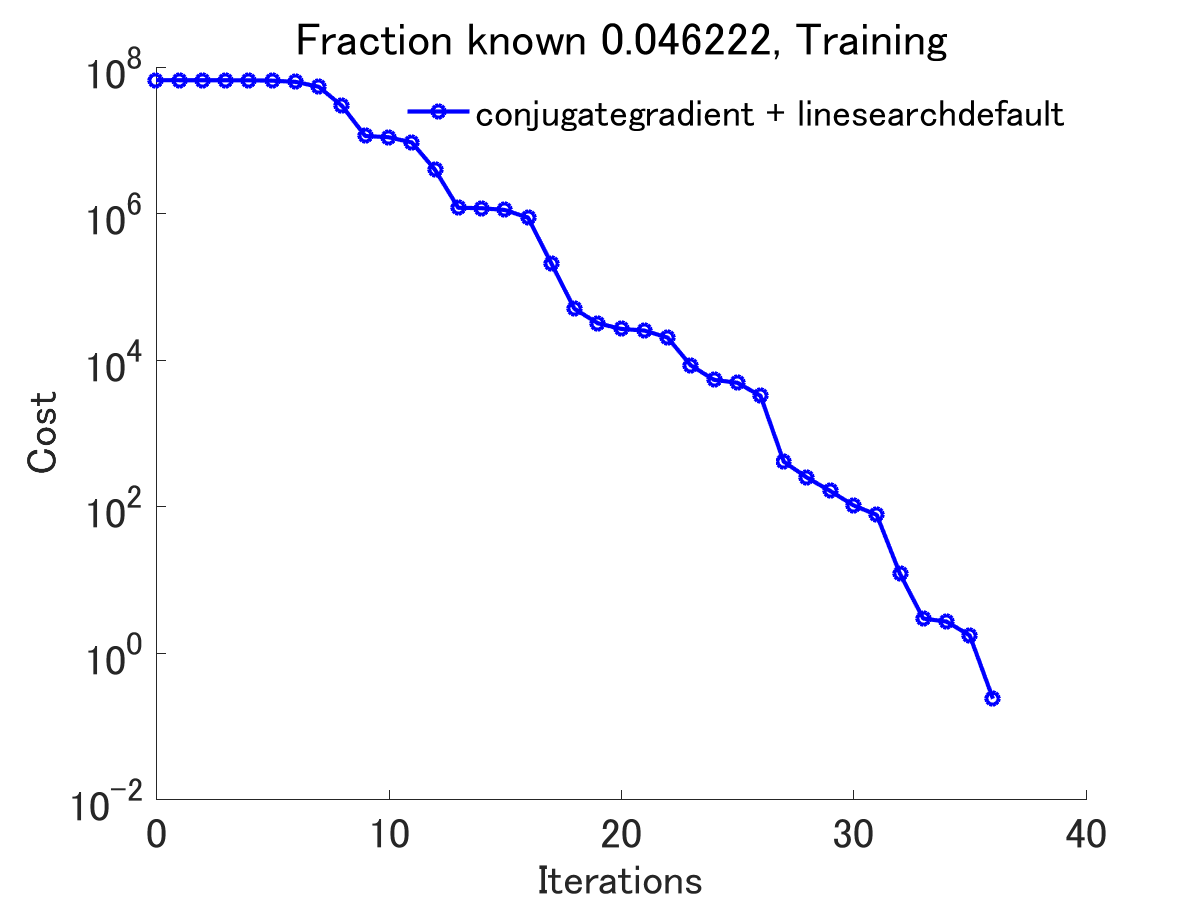 Fraction known 0.046222, Training
conjugategradient + linesearchdefault
10^8
10^6
10^4
10^2
10^0
10^−2
Cost
0 10 20 30 40
Iterations